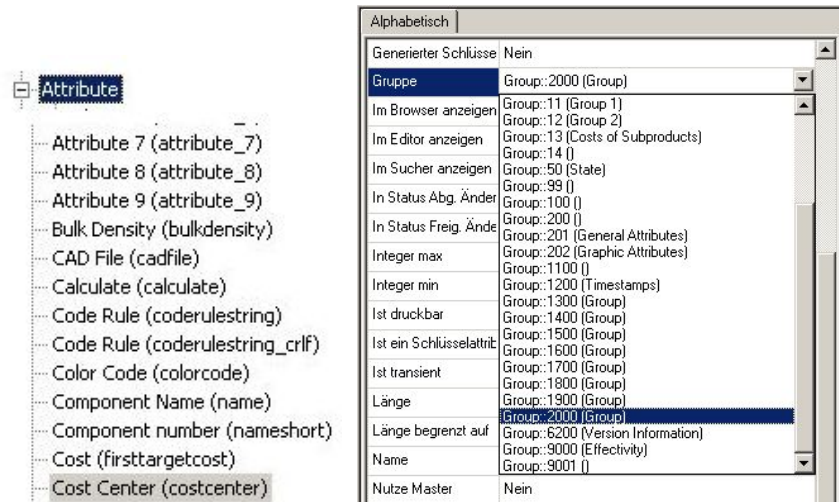 Attribute
Attribute 7 (attribute_7)
Attribute 8 (attribute_8)
Attribute 9 (attribute_9)
Bulk Density (bulkdensity)
CAD File (cadfile)
Calculate (calculate)
Code Rule (coderulestring)
Code Rule (coderulestring_crlf)
Color Code (colorcode)
Component Name (name)
Component number (nameshort)
Cost (firsttargetcost)
Cost Center (costcenter)
Alphabetisch
Generierter Schlüsse Nein
Gruppe Group::2000 (Group)
Im Browser anzeigen
Im Editor anzeigen
Im Sucher anzeigen
In Status Abg. Änder
In Status Freig. Ände
Integer max
Integer min
Ist druckbar
Ist ein Schlüsselattrib
Ist transient
Länge
Länge begrenzt auf
Name
Nutze Master Nein
Group::11 (Group 1)
Group::12 (Group 2)
Group::13 (Costs of Subproducts)
Group::14 ()
Group::50 (State)
Group::99 ()
Group::100 ()
Group::200 ()
Group::201 (General Attributes)
Group::202 (Graphic Attributes)
Group::1100 ()
Group::1200 (Timestamps)
Group::1300 (Group)
Group::1400 (Group)
Group::1500 (Group)
Group::1600 (Group)
Group::1700 (Group)
Group::1800 (Group)
Group::1900 (Group)
Group::2000 (Group)
Group::6200 (Version Information)
Group::9000 (Effectivity)
Group::9001 ()